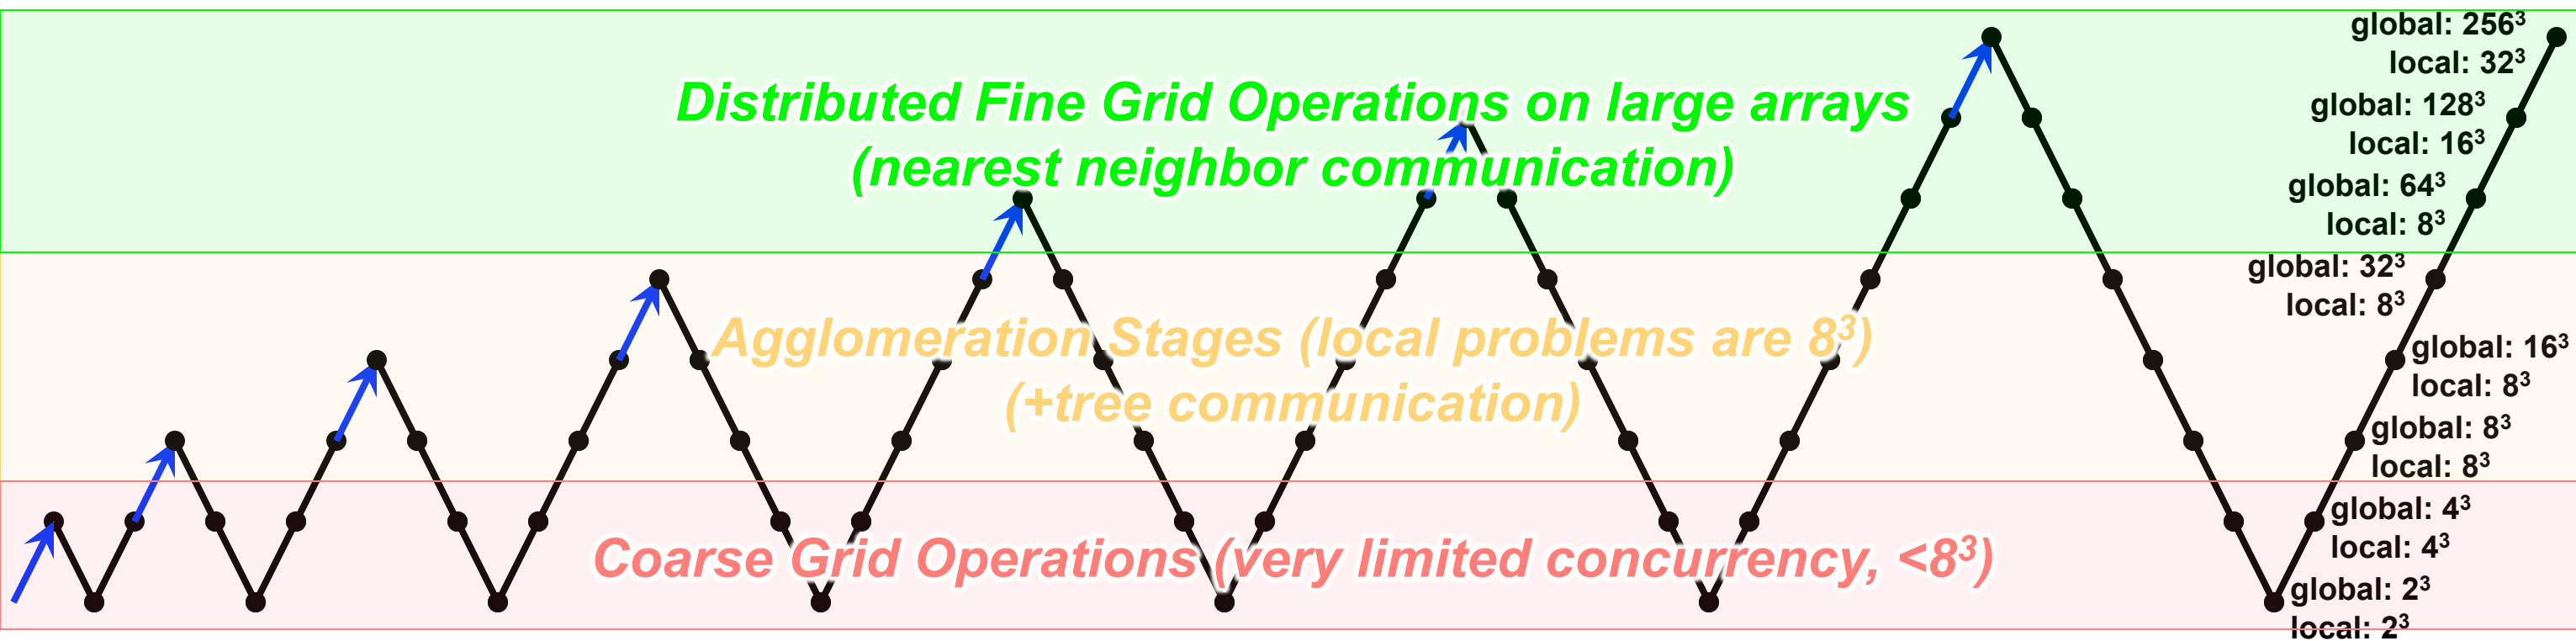 global: 256³
local: 32³
Distributed Fine Grid Operations on large arrays
(nearest neighbor communication)
global: 128³
local: 16³
global: 64³
local: 8³
global: 32³
local: 8³
Agglomeration Stages (local problems are 8³)
(+tree communication)
global: 16³
local: 8³
global: 8³
local: 8³
Coarse Grid Operations (very limited concurrency, <8³)
global: 4³
local: 4³
global: 2³
local: 2³